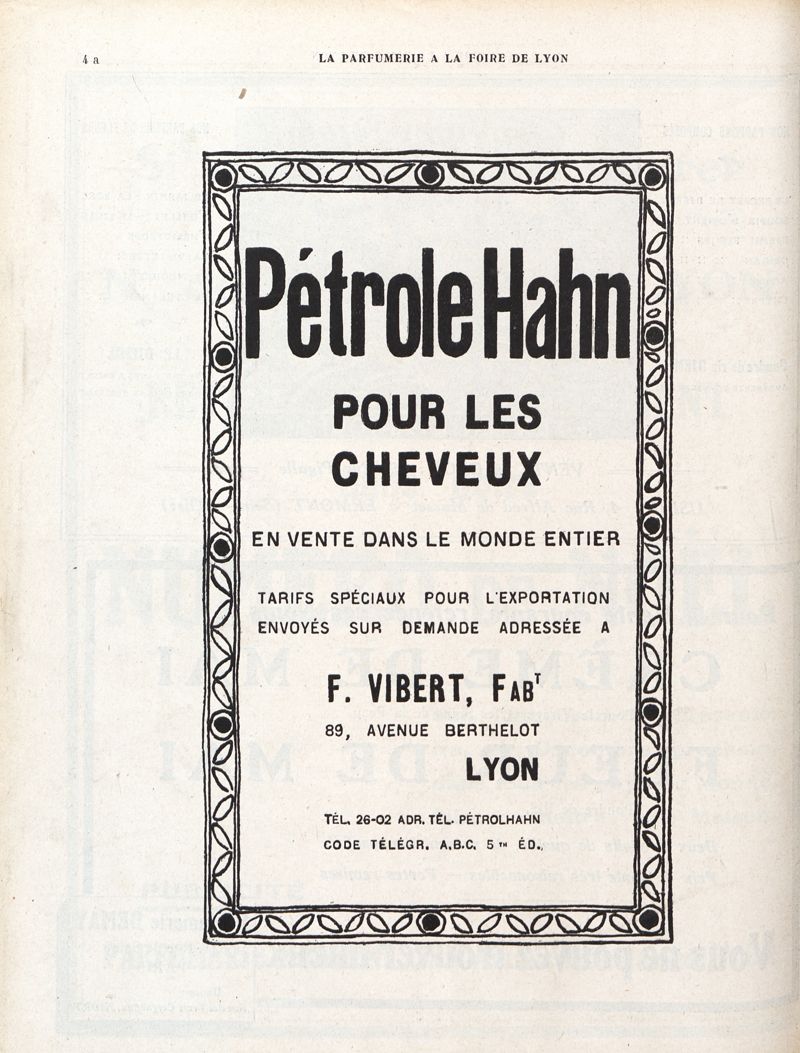 4 a
LA PARFUMERIE A LA FOIRE DE LYON
Pétrole Hahn
POUR LES
CHEVEUX
EN VENTE DANS LE MONDE ENTIER
TARIFS SPÉCIAUX POUR L'EXPORTATION
ENVOYÉS SUR DEMANDE ADRESSÉE A
F. VIBERT, FABT
89, AVENUE BERTHELOT
LYON
TÉL. 26-02 ADR. TÉL. PÉTROLHAHN
CODE TÉLÉGR. A.B.C. 5TH ÉD.